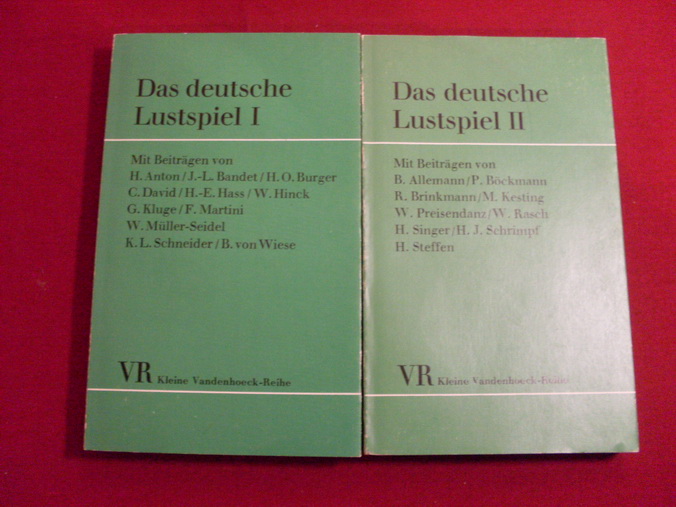 Das deutsche
Lustspiel I
Mit Beiträgen von
H. Anton/J.-L. Bandet/H. O. Burger
C. David/H.-E. Hass/W. Hinck
G. Kluge/F. Martini
W. Müller-Seidel
K. L. Schneider/B. von Wiese
VR Kleine Vandenhoeck-Reihe
Das deutsche
Lustspiel II
Mit Beiträgen von
B. Allemann/P. Böckmann
R. Brinkmann/M. Kesting
W. Preisendanz/W. Rasch
H. Singer/H. J. Schrimpf
H. Steffen
VR Kleine Vandenhoeck-Reihe